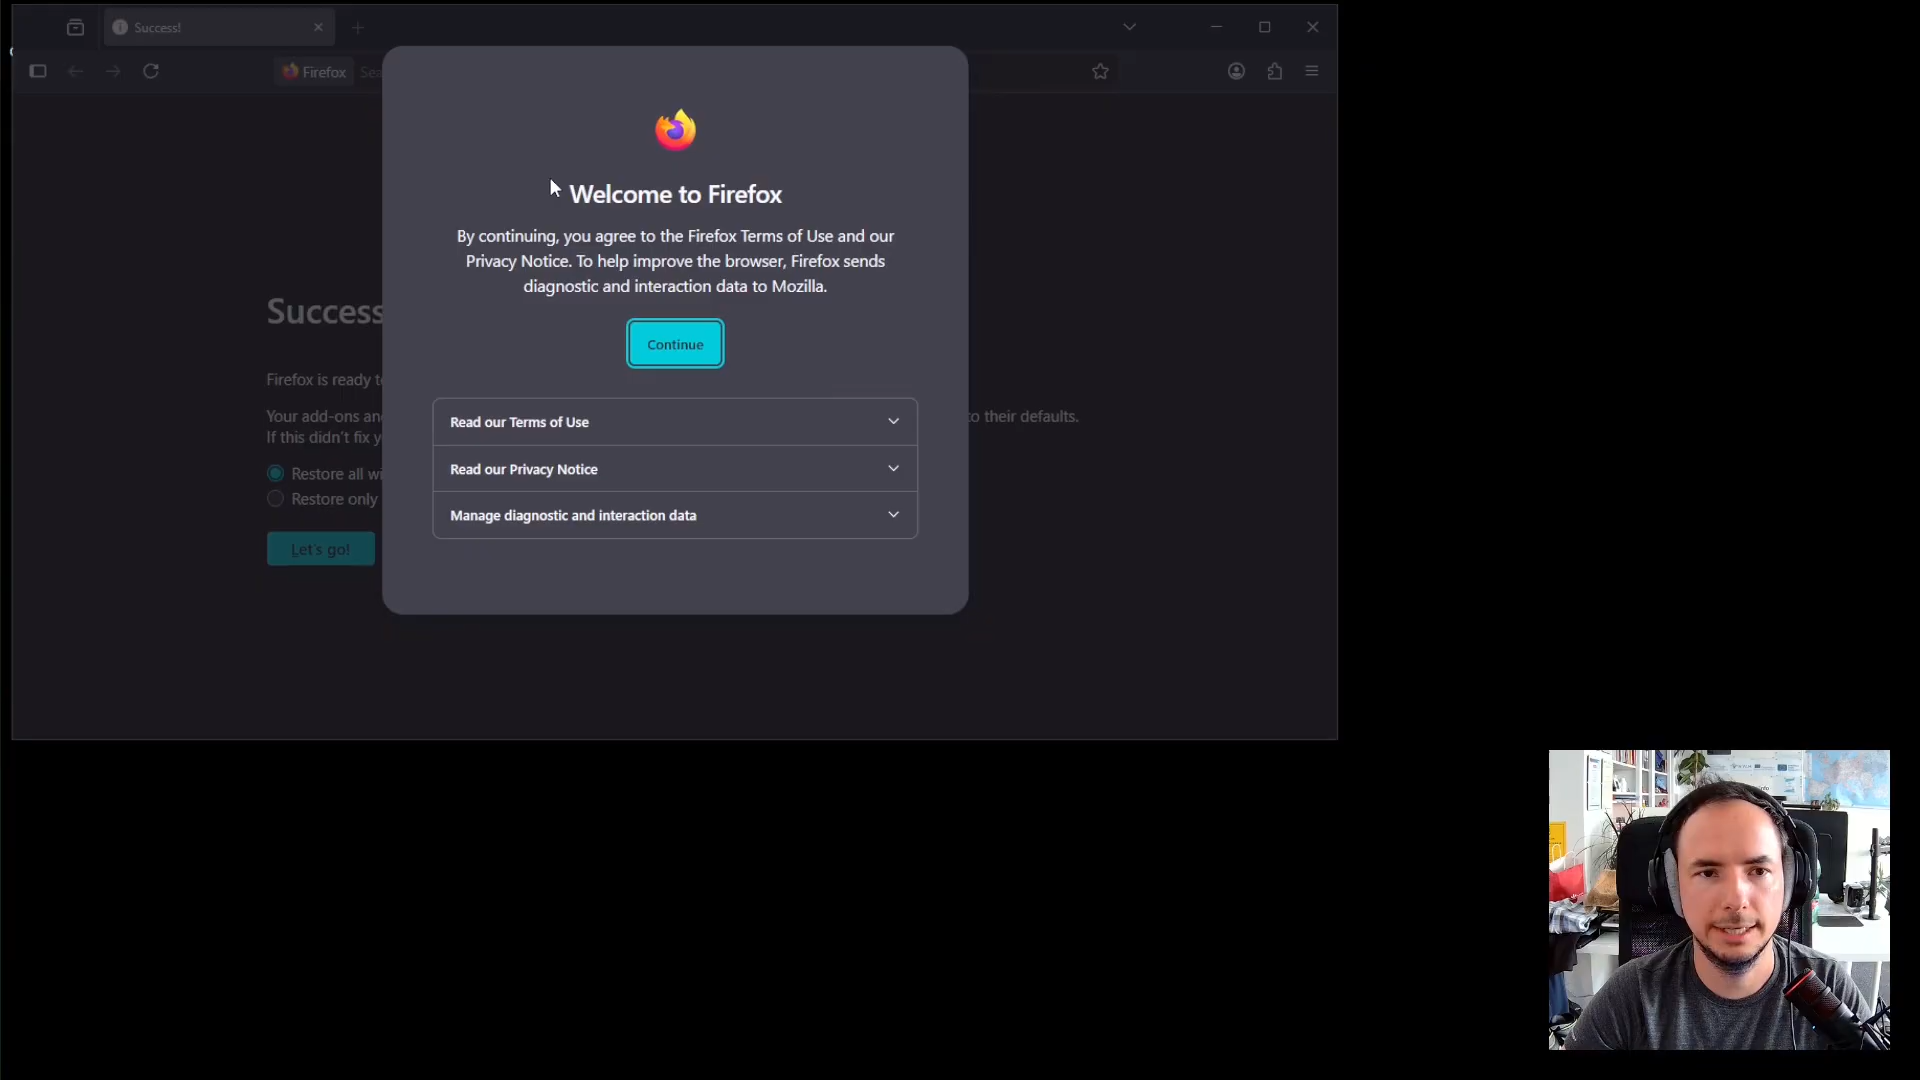 Success!
Firefox
Sea
Welcome to Firefox
By continuing, you agree to the Firefox Terms of Use and our
Privacy Notice. To help improve the browser, Firefox sends
diagnostic and interaction data to Mozilla.
Continue
Read our Terms of Use
Read our Privacy Notice
Manage diagnostic and interaction data
Success
Firefox is ready t
Your add-ons an
o their defaults.
If this didn't fix y
Restore all wi
Restore only
Let's go!